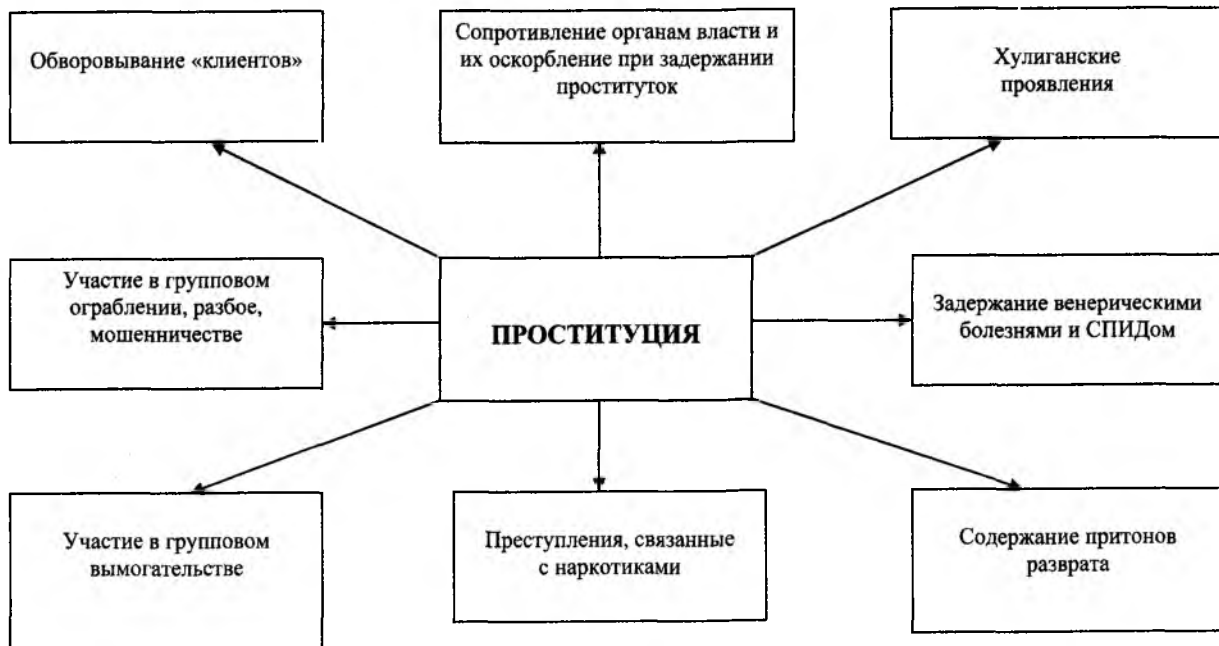 Обворовывание «клиентов»
Сопротивление органам власти и
их оскорбление при задержании
проституток
Хулиганские
проявления
Участие в групповом
ограблении, разбое,
мошенничестве
ПРОСТИТУЦИЯ
Задержание венерическими
болезнями и СПИДом
Участие в групповом
вымогательстве
Преступления, связанные
с наркотиками
Содержание притонов
разврата